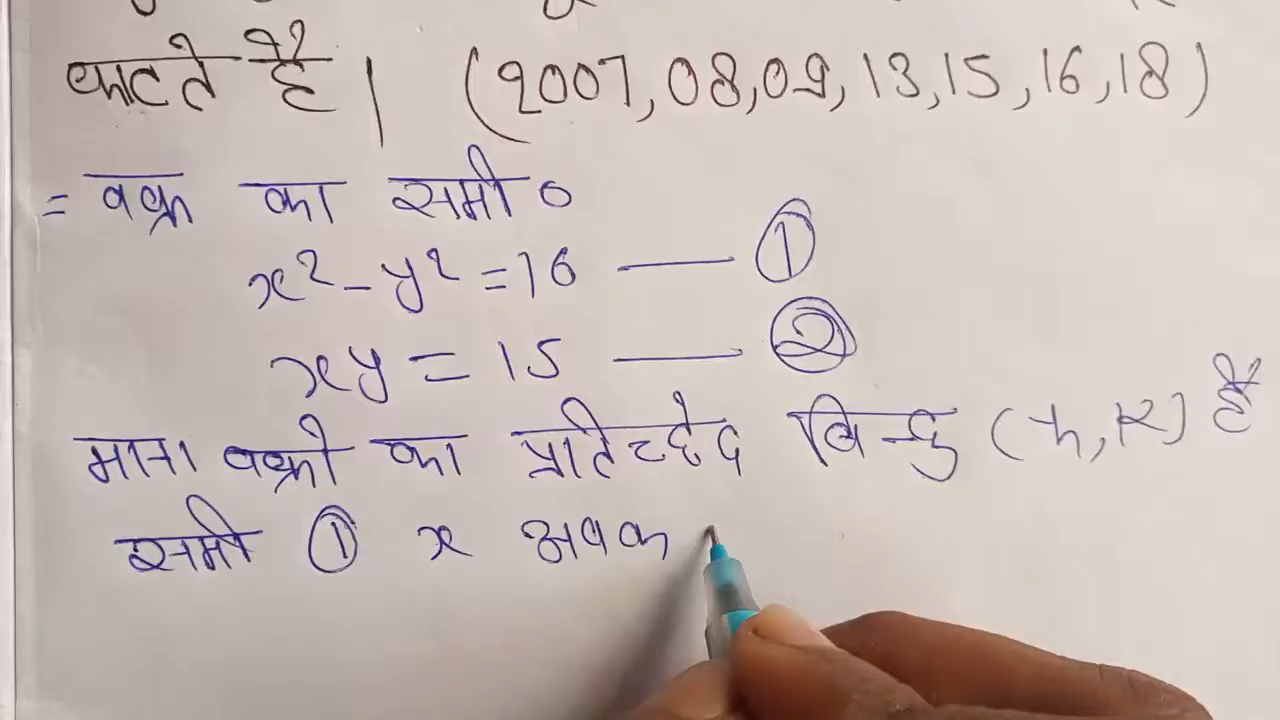 काटते है। (2007, 08, 09, 13, 15, 16, 18)
= वक्र का समी०
x² - y² = 16 —— ①
xy = 15 —— ②
माना वक्रो का प्रतिच्छेद बिन्दु (h, k) है
समी ① x अवक